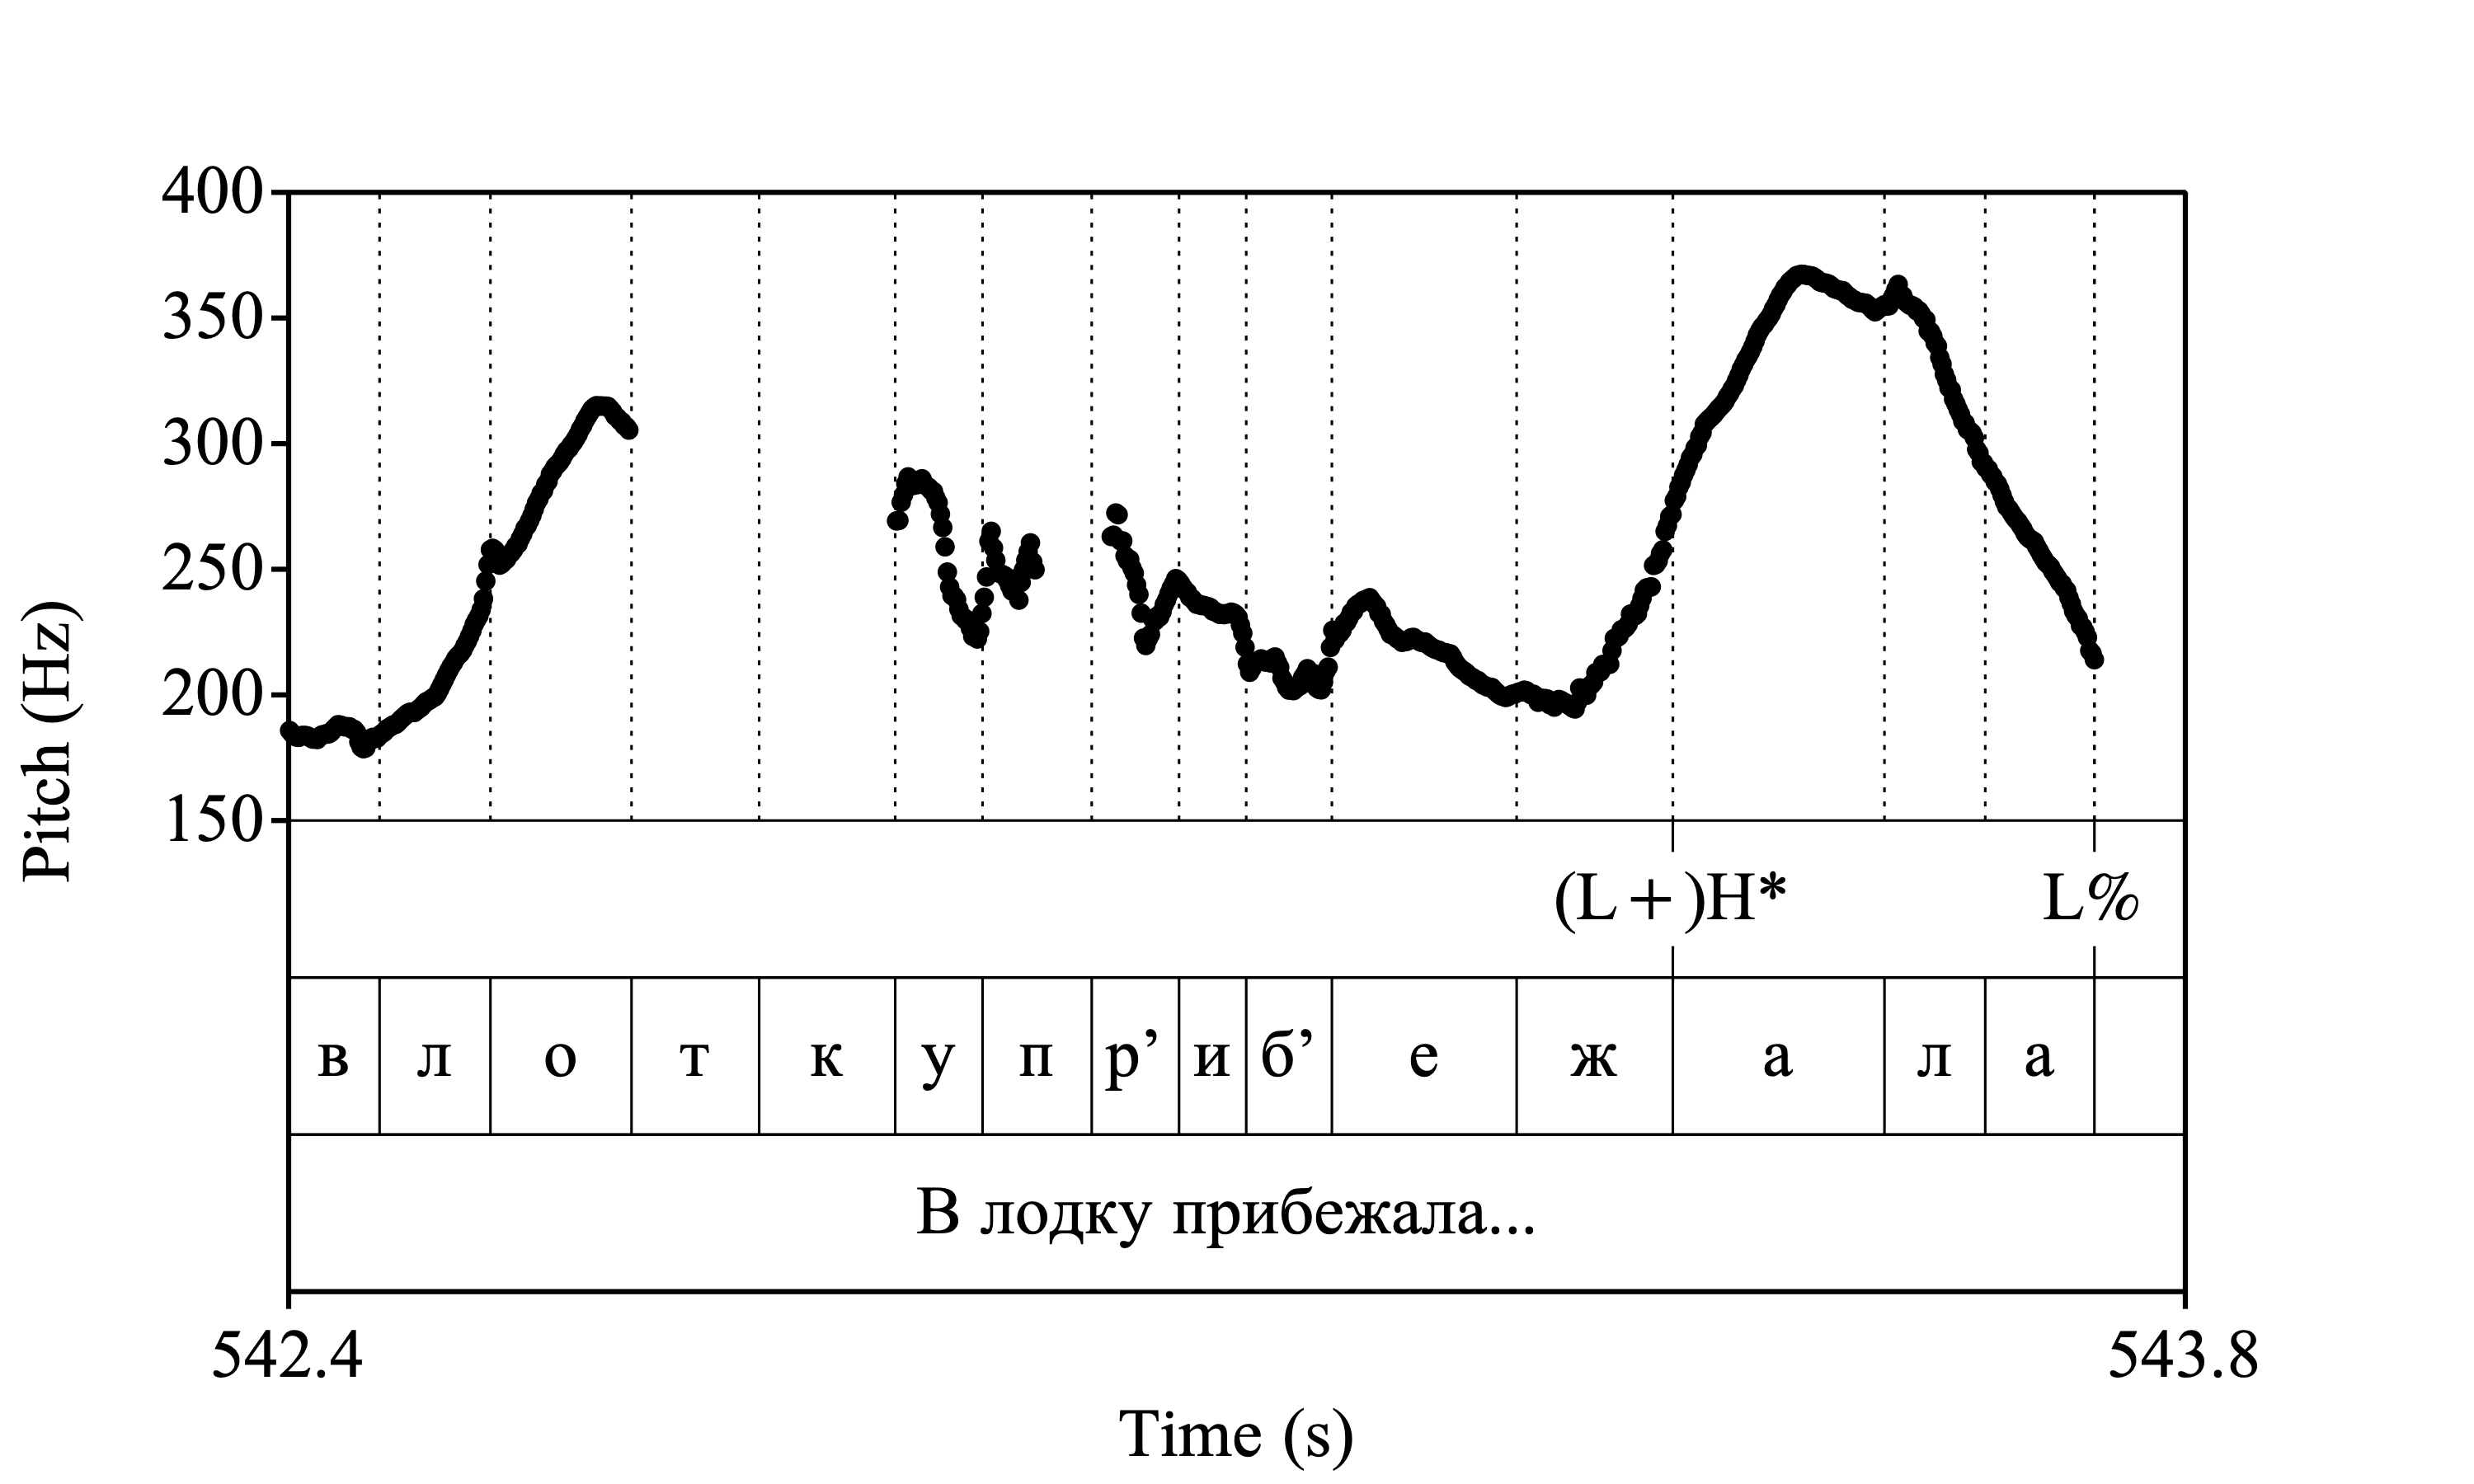 400
350
300
250
200
150
Pitch (Hz)
(L + )H* L%
в л о т к у п р’ и б’ е ж а л а
В лодку прибежала...
542.4 543.8
Time (s)